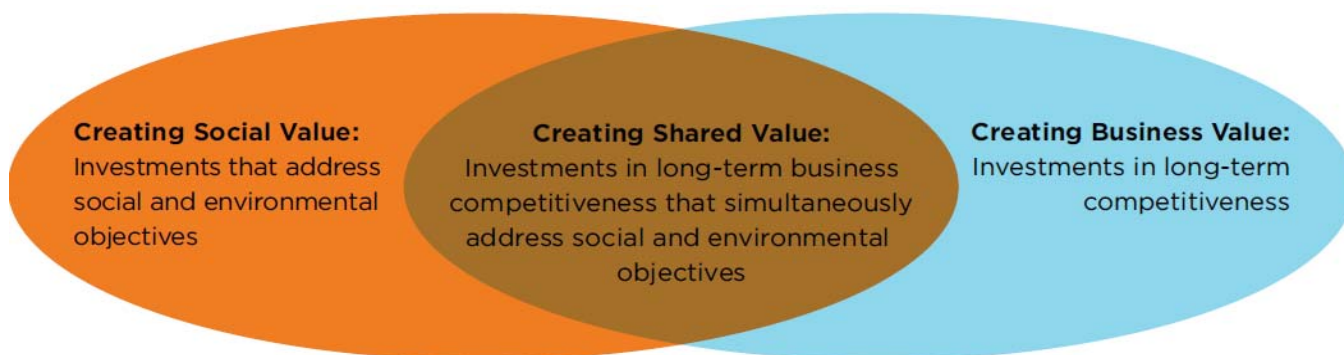 Creating Social Value:
Investments that address
social and environmental
objectives
Creating Shared Value:
Investments in long-term business
competitiveness that simultaneously
address social and environmental
objectives
Creating Business Value:
Investments in long-term
competitiveness